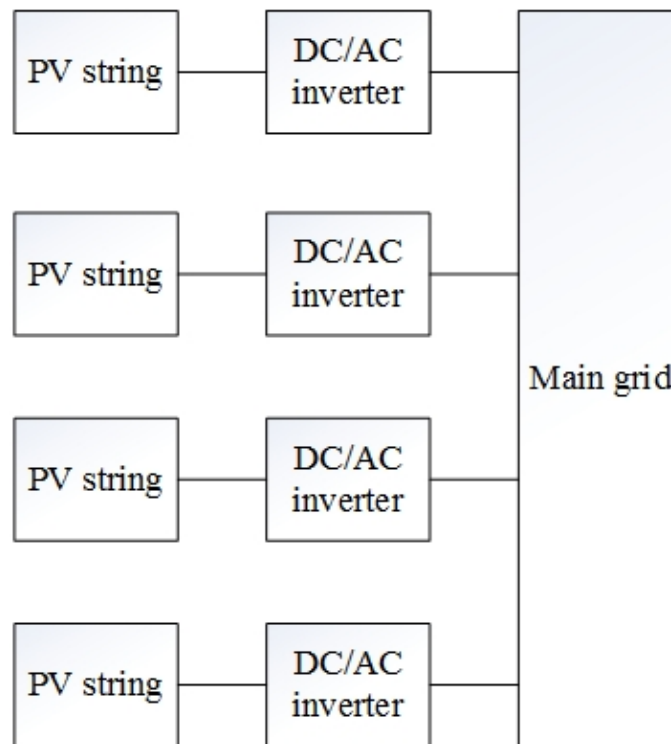 PV string
DC/AC
inverter
PV string
DC/AC
inverter
Main grid
PV string
DC/AC
inverter
PV string
DC/AC
inverter